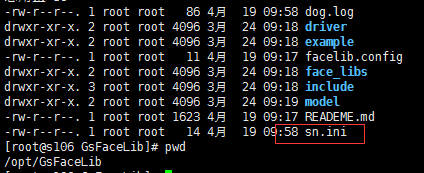 -rw-r--r--. 1 root root 86 4月 19 09:58 dog.log
drwxr-xr-x. 2 root root 4096 3月 24 09:18 driver
drwxr-xr-x. 2 root root 4096 3月 24 09:18 example
-rw-r--r--. 1 root root 11 4月 19 09:17 facelib.config
drwxr-xr-x. 2 root root 4096 3月 24 09:18 face_libs
drwxr-xr-x. 3 root root 4096 3月 24 09:18 include
drwxr-xr-x. 2 root root 4096 3月 24 09:19 model
-rw-r--r--. 1 root root 1623 4月 19 09:17 READEME.md
-rw-r--r--. 1 root root 14 4月 19 09:58 sn.ini
[root@s106 GsFaceLib]# pwd
/opt/GsFaceLib